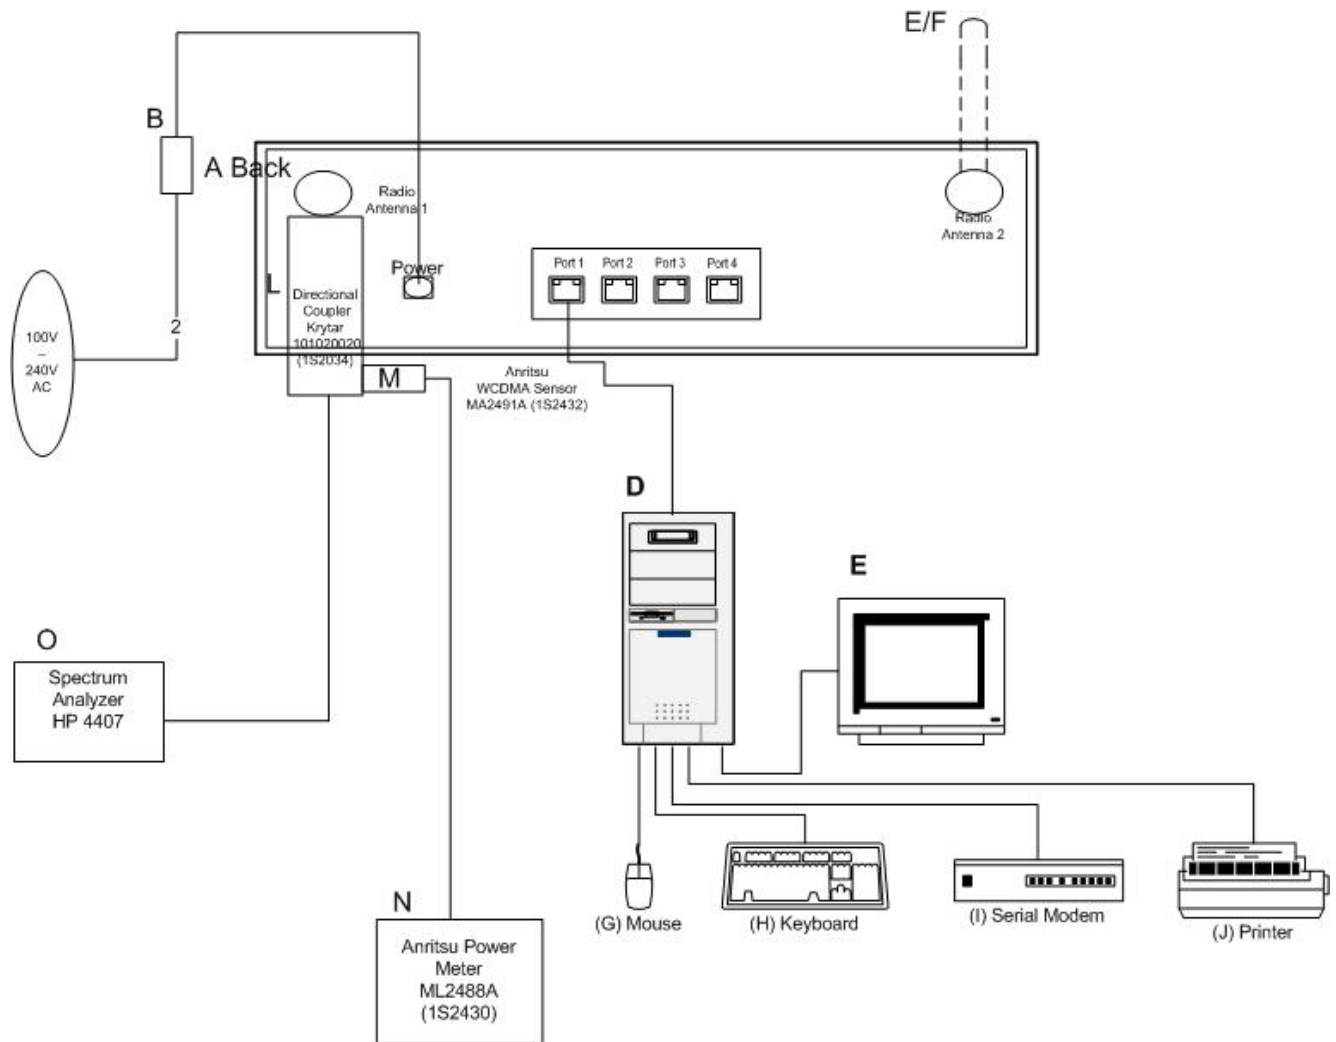 E/F
B
A Back
Radio
Antenna 1
Radio
Antenna 2
Power
Port 1
Port 2
Port 3
Port 4
L
Directional
Coupler
Krytar
101020020
(1S2034)
100V
–
240V
AC
2
M
Anritsu
WCDMA Sensor
MA2491A (1S2432)
D
E
O
Spectrum
Analyzer
HP 4407
N
Anritsu Power
Meter
ML2488A
(1S2430)
(G) Mouse
(H) Keyboard
(I) Serial Modem
(J) Printer